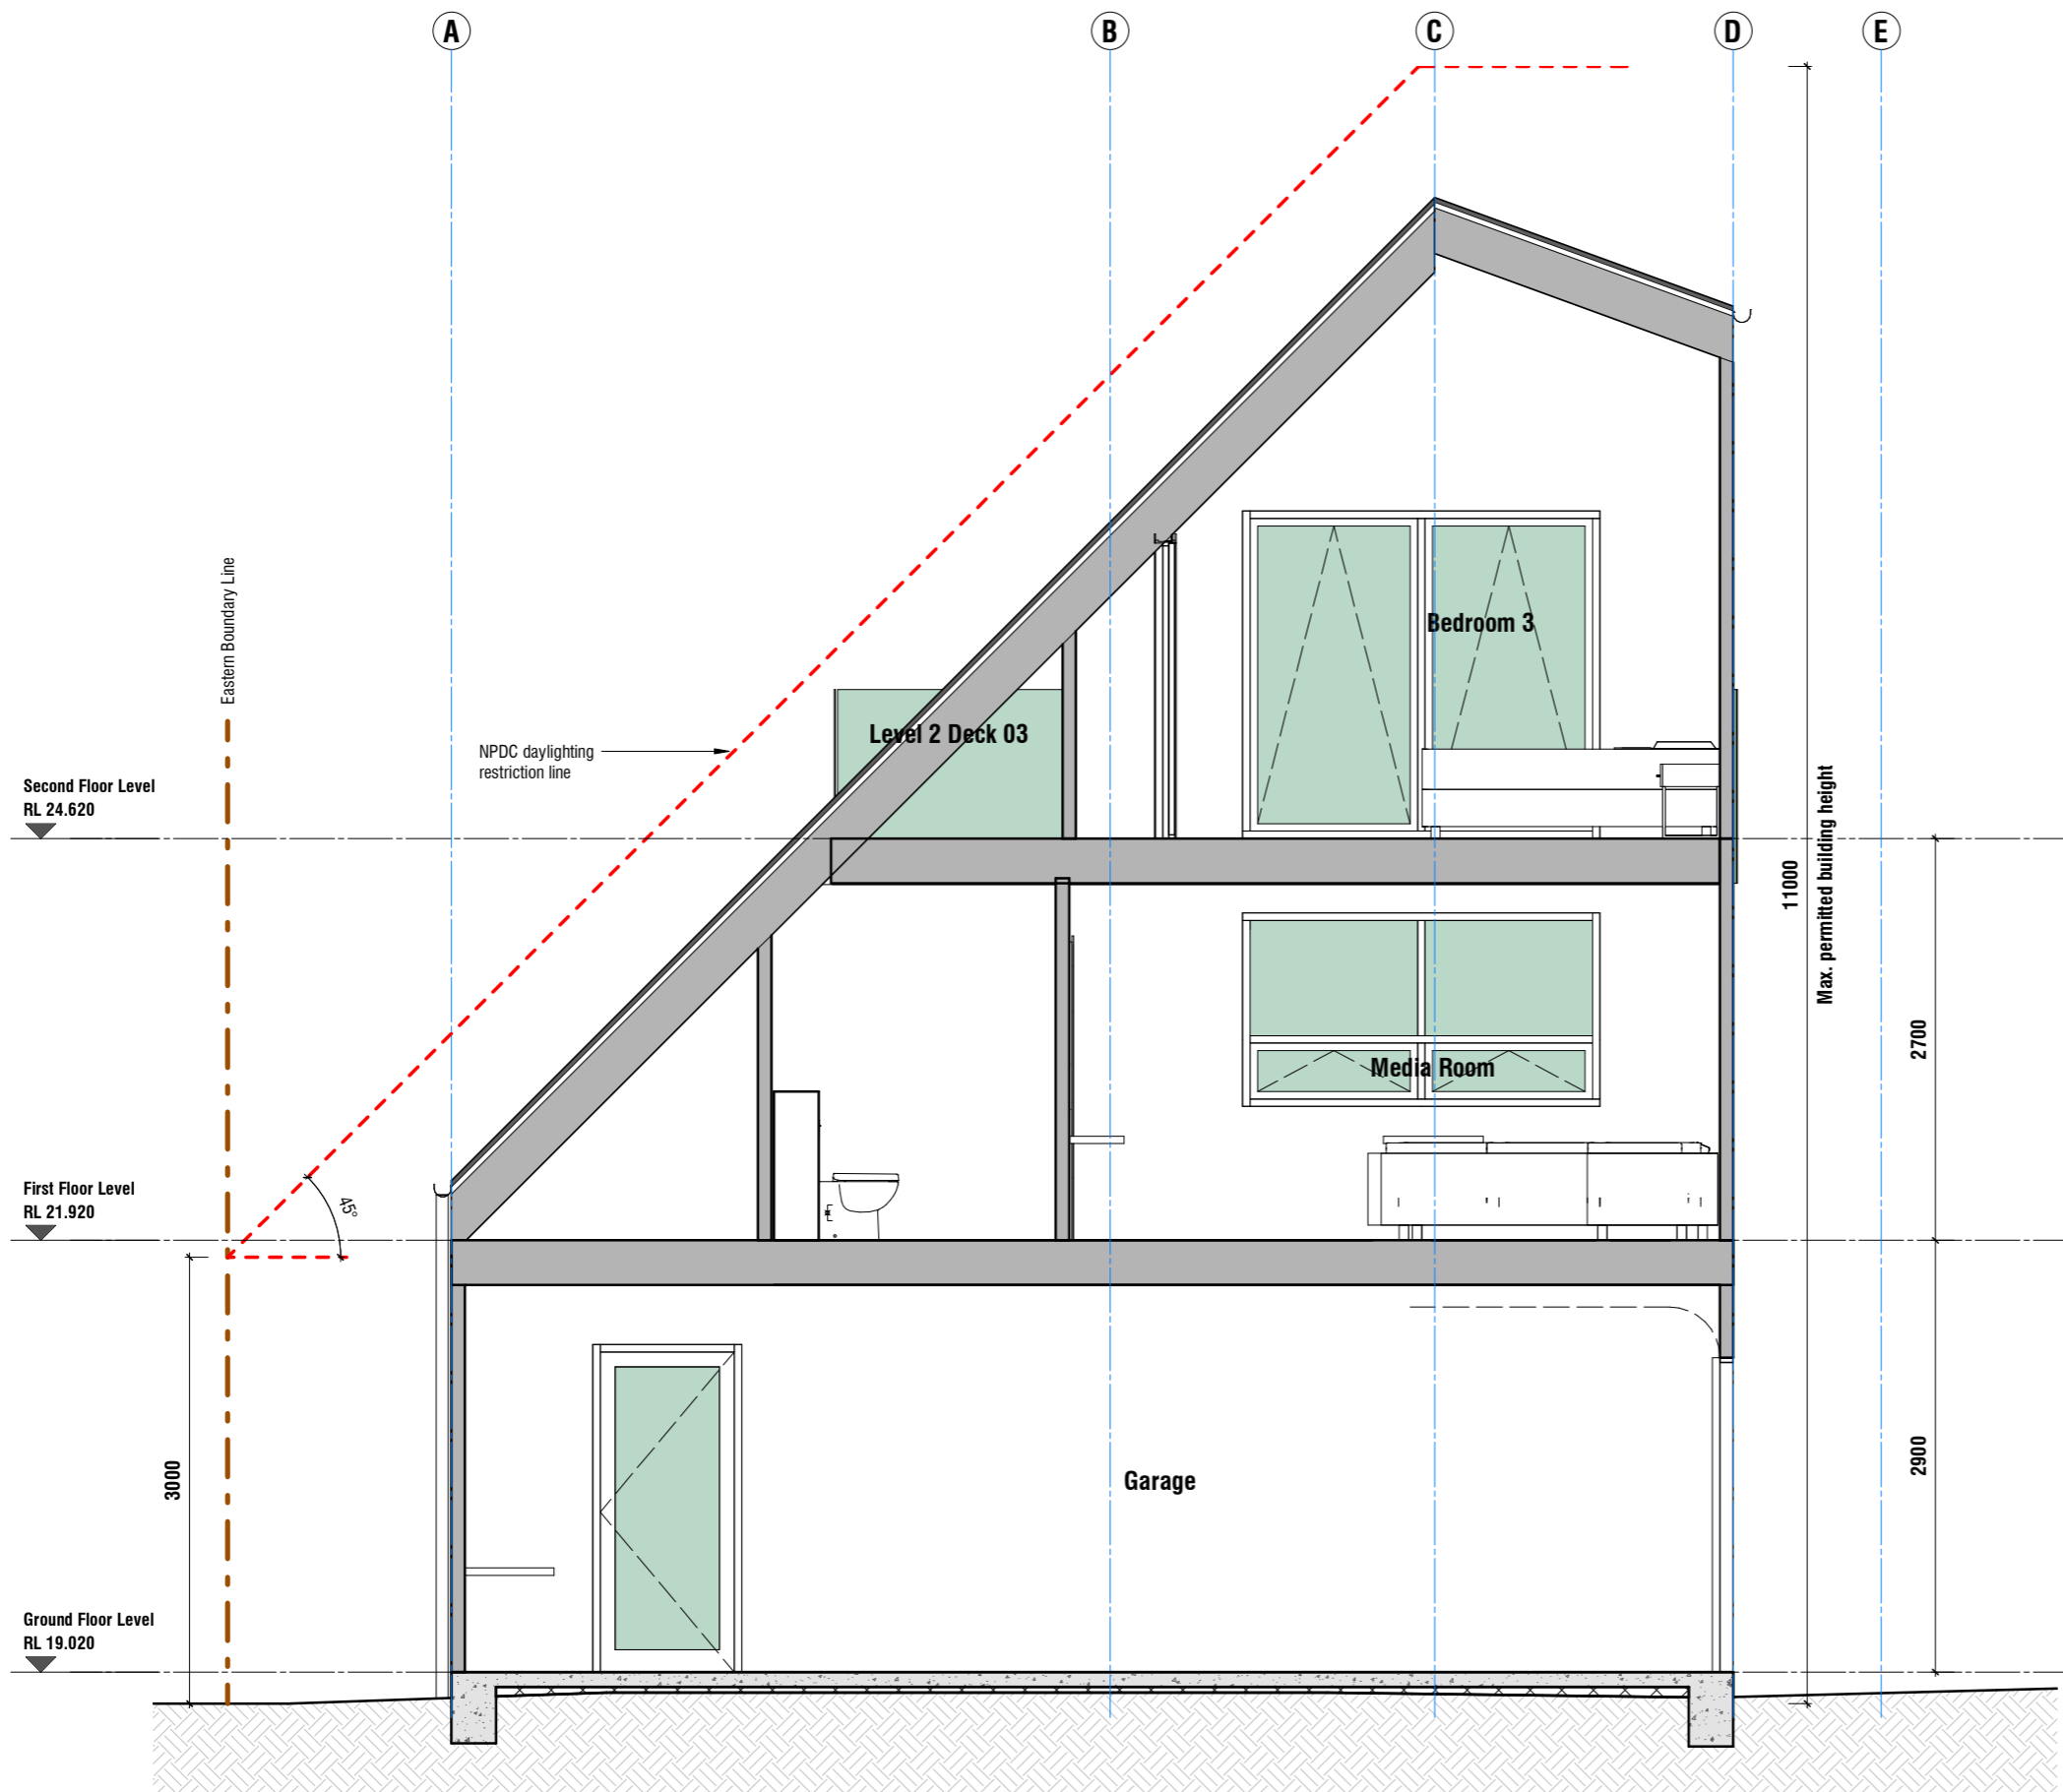 A
B
C
D
E
Eastern Boundary Line
Bedroom 3
Level 2 Deck 03
NPDC daylighting
restriction line
Second Floor Level
RL 24.620
11000
Max. permitted building height
2700
Media Room
First Floor Level
RL 21.920
45°
3000
2900
Garage
Ground Floor Level
RL 19.020